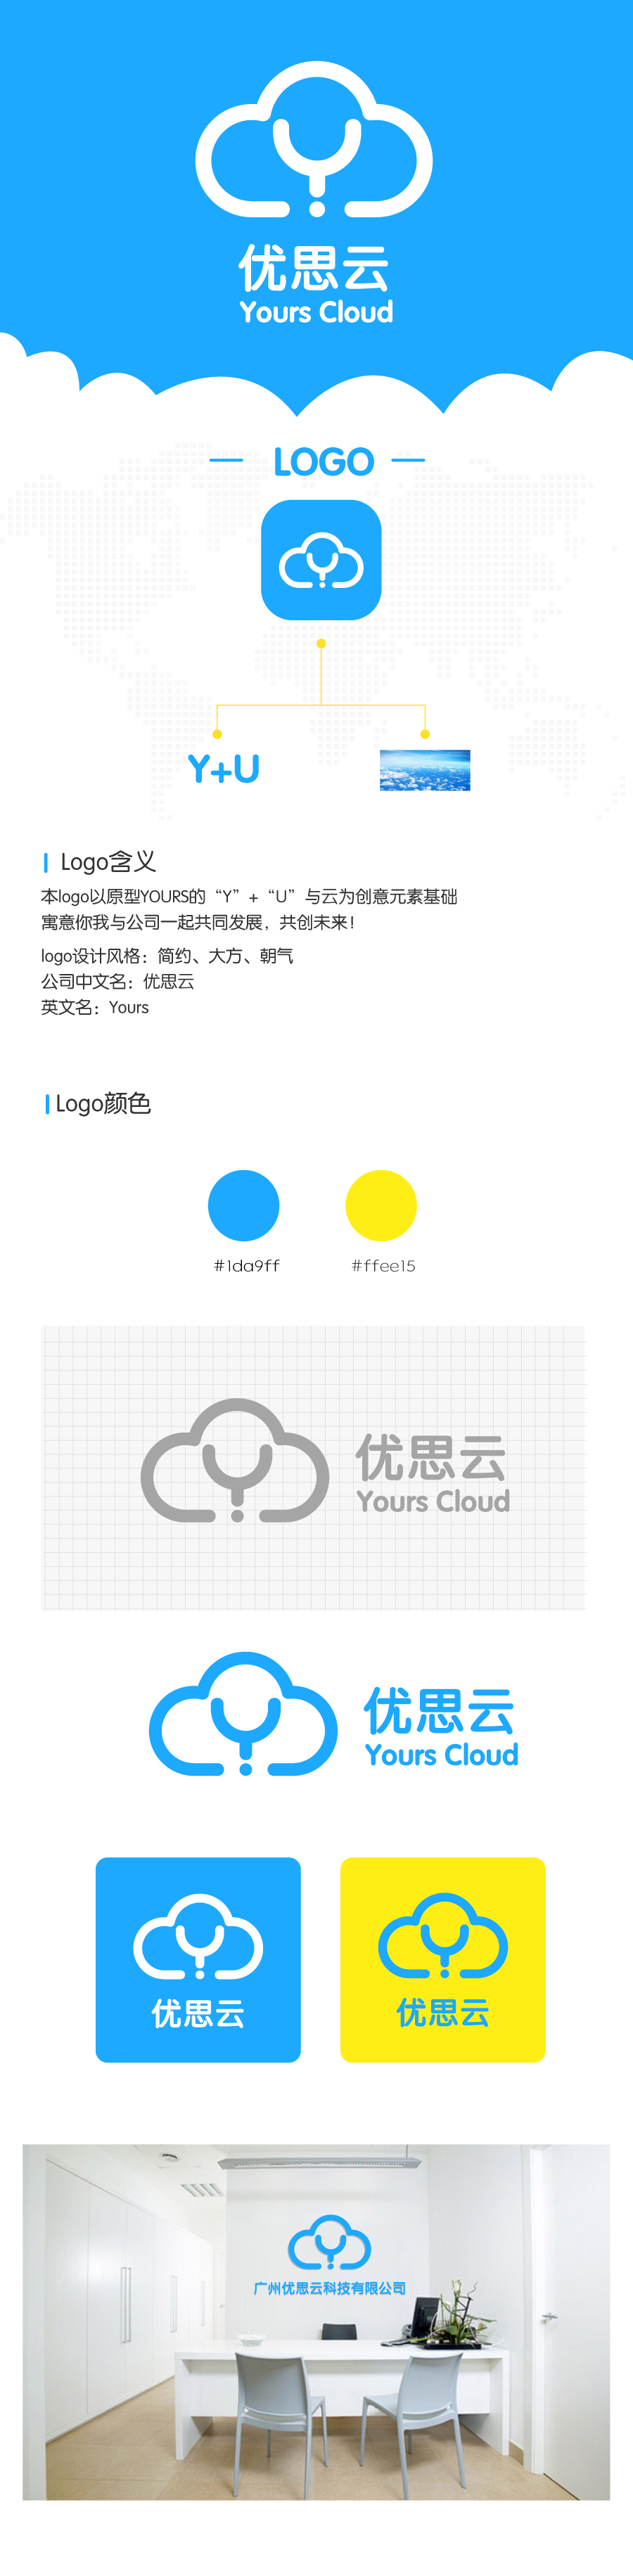 优思云
Yours Cloud
LOGO
Y+U
Logo含义
本logo以原型YOURS的“Y”+“U”与云为创意元素基础
寓意你我与公司一起共同发展，共创未来！
logo设计风格：简约、大方、朝气
公司中文名：优思云
英文名：Yours
Logo颜色
#1da9ff
#ffee15
优思云
Yours Cloud
优思云
Yours Cloud
优思云
优思云
广州优思云科技有限公司